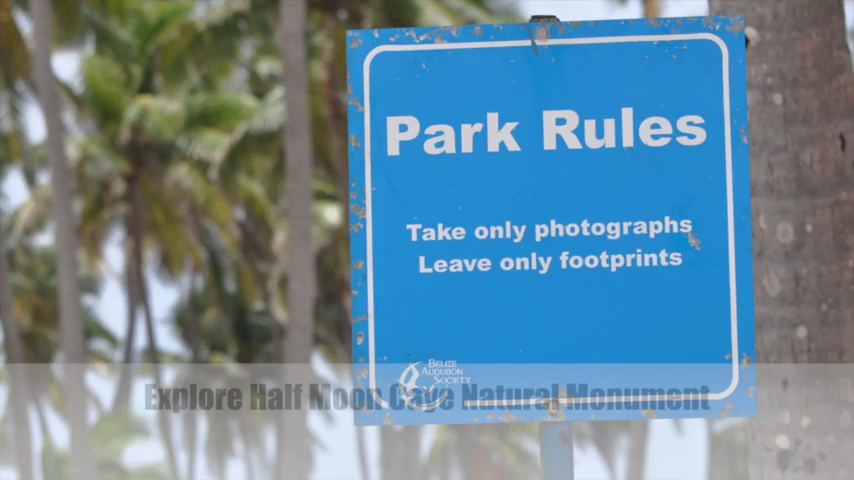 Park Rules
Take only photographs
Leave only footprints
BELIZE
AUDUBON
SOCIETY
Explore Half Moon Caye Natural Monument